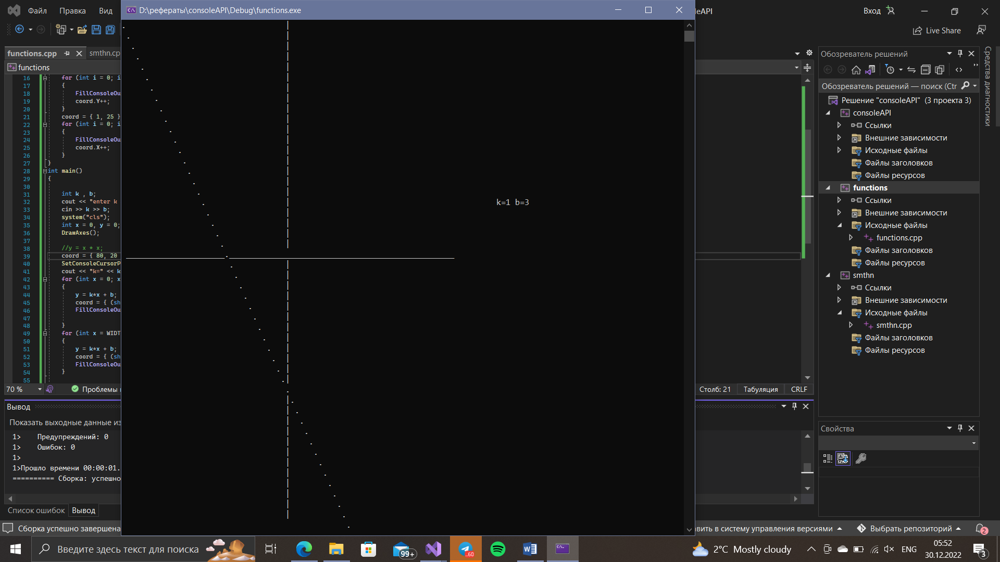 Файл Правка Вид
D:\рефераты\consoleAPI\Debug\functions.exe
Вход
Live Share
functions.cpp
smthn.cp
functions
16 for (int i = 0; i
17 {
18 FillConsoleOu
19 coord.Y++;
20 }
21 coord = { 1, 25 }
22 for (int i = 0; i
23 {
24 FillConsoleOu
25 coord.X++;
26 }
27 }
28 int main()
29 {
30
31 int k , b;
32 cout << "enter k
33 cin >> k >> b;
34 system("cls");
35 int x = 0, y = 0;
36 DrawAxes();
37
38 //y = x * x;
39 coord = { 80, 20
40 SetConsoleCursorP
41 cout << "k=" << k
42 for (int x = 0; x
43 {
44 y = k*x + b;
45 coord = { (sh
46 FillConsoleOu
47
48 }
49 for (int x = WIDT
50 {
51 y = k*x + b;
52 coord = { (sh
53 FillConsoleOu
54 }
55
k=1 b=3
70 %
Проблемы
Столб: 21 Табуляция CRLF
Вывод
Показать выходные данные из
1> Предупреждений: 0
1> Ошибок: 0
1>
1>Прошло времени 00:00:01.
========== Сборка: успешно
Список ошибок Вывод
Сборка успешно завершена
вить в систему управления версиями
Выбрать репозиторий
2
Обозреватель решений
Обозреватель решений — поиск (Ctr
Решение "consoleAPI" (3 проекта 3)
consoleAPI
Ссылки
Внешние зависимости
Исходные файлы
Файлы заголовков
Файлы ресурсов
functions
Ссылки
Внешние зависимости
Исходные файлы
functions.cpp
Файлы заголовков
Файлы ресурсов
smthn
Ссылки
Внешние зависимости
Исходные файлы
smthn.cpp
Файлы заголовков
Файлы ресурсов
Свойства
Средства диагностики
Введите здесь текст для поиска
99+
..60
2°C Mostly cloudy
ENG
05:52
30.12.2022
3